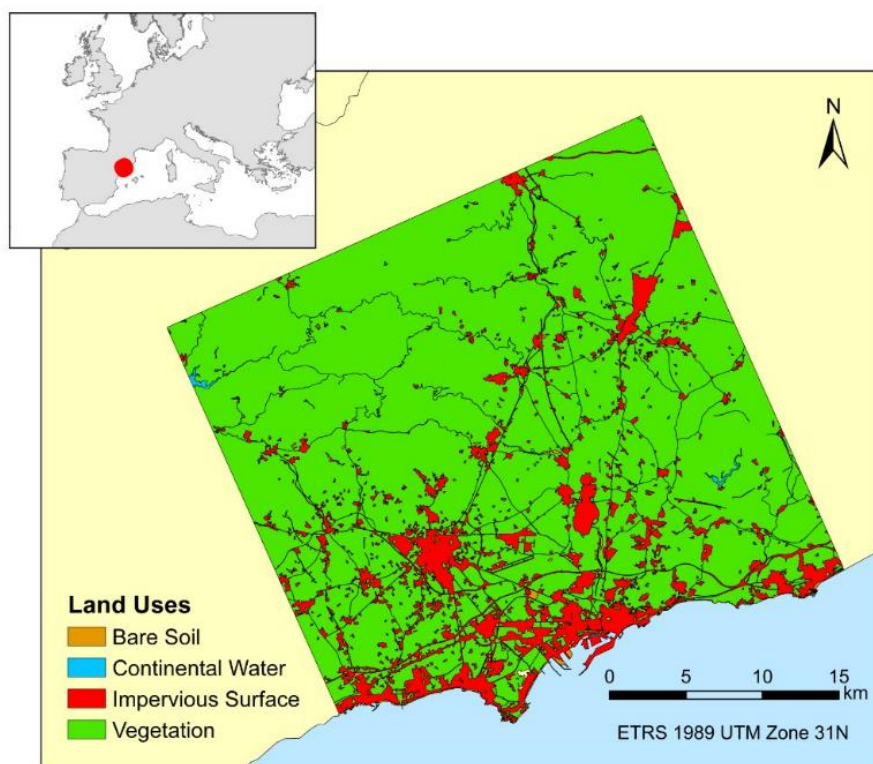 N
Land Uses
Bare Soil
Continental Water
Impervious Surface
Vegetation
0 5 10 15
km
ETRS 1989 UTM Zone 31N